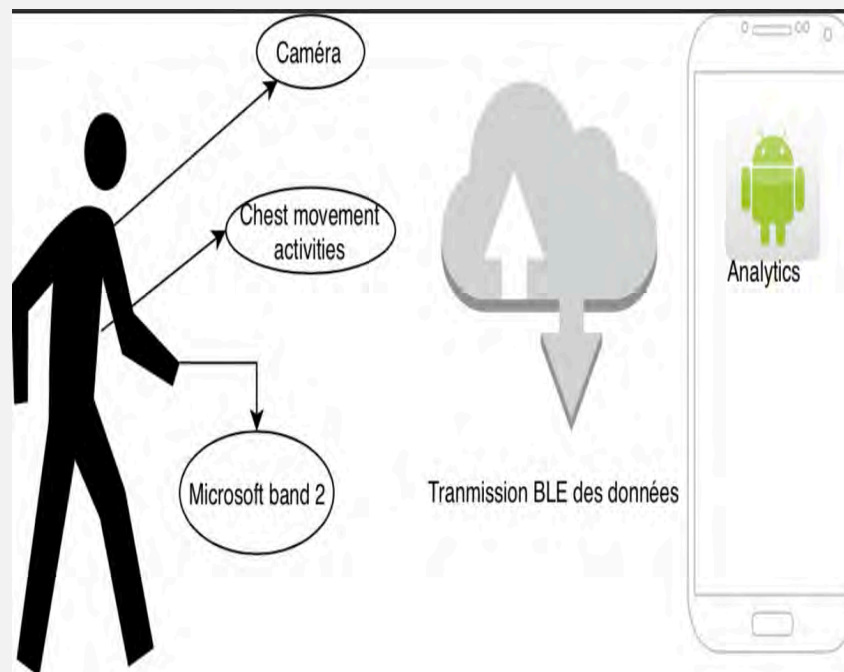 Caméra
Chest movement
activities
Microsoft band 2
Tranmission BLE des données
Analytics